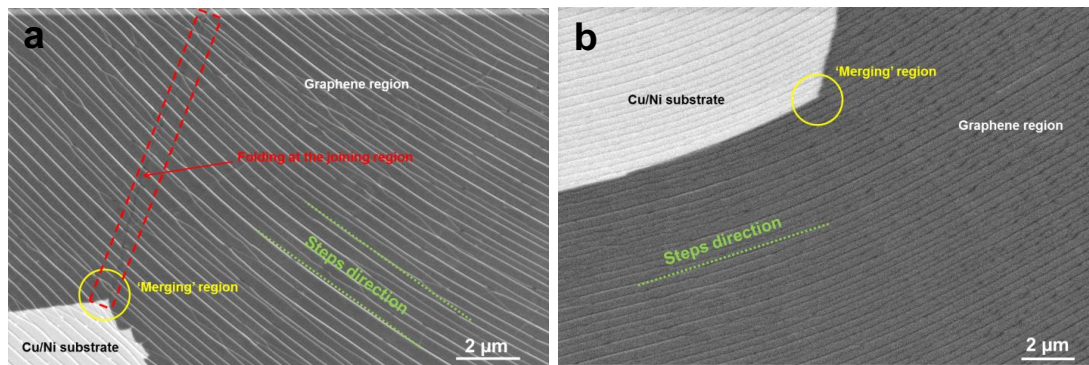 a
Graphene region
Folding at the joining region
Steps direction
'Merging' region
Cu/Ni substrate
2 μm
b
'Merging' region
Cu/Ni substrate
Graphene region
Steps direction
2 μm